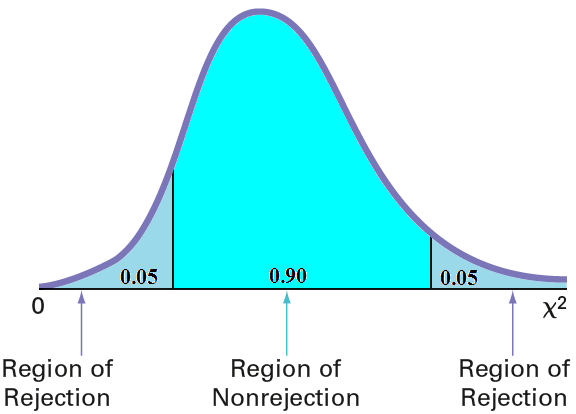 0.05 0.90 0.05
0 χ²
Region of Region of Region of
Rejection Nonrejection Rejection